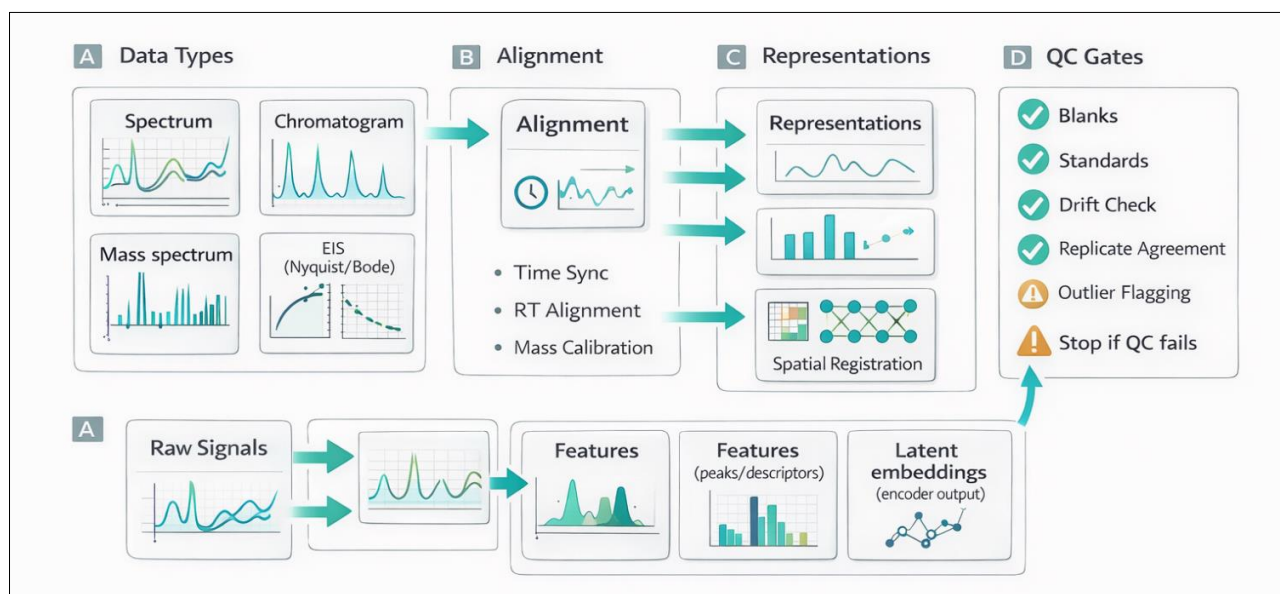 A Data Types
B Alignment
C Representations
D QC Gates
Spectrum
Chromatogram
Mass spectrum
EIS
(Nyquist/Bode)
Alignment
• Time Sync
• RT Alignment
• Mass Calibration
Representations
Spatial Registration
Blanks
Standards
Drift Check
Replicate Agreement
Outlier Flagging
Stop if QC fails
A
Raw Signals
Features
Features
(peaks/descriptors)
Latent
embeddings
(encoder output)